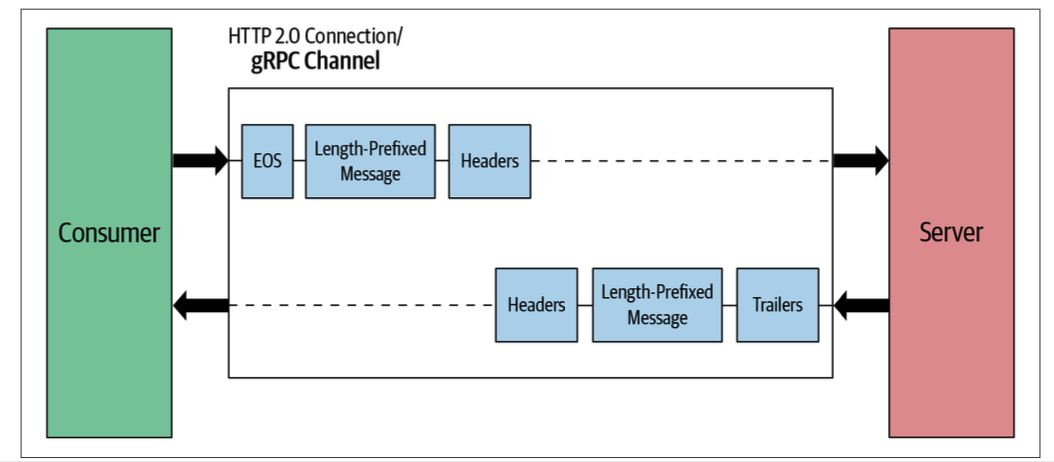 HTTP 2.0 Connection/
gRPC Channel
EOS
Length-Prefixed
Message
Headers
Consumer
Server
Headers
Length-Prefixed
Message
Trailers